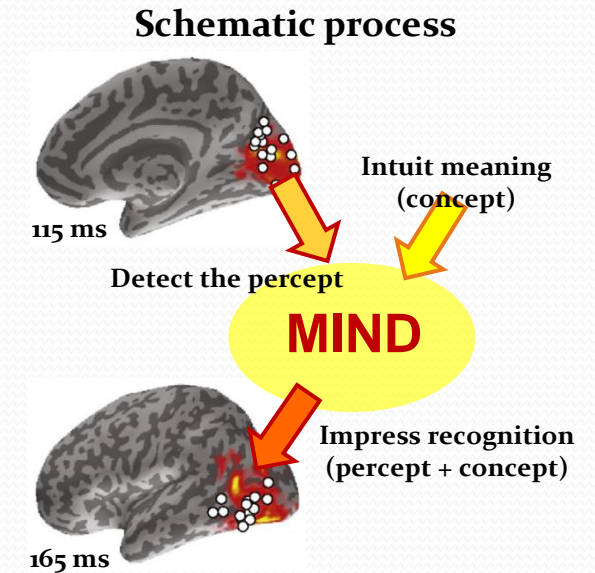 Schematic process
Intuit meaning
(concept)
115 ms
Detect the percept
MIND
Impress recognition
(percept + concept)
165 ms